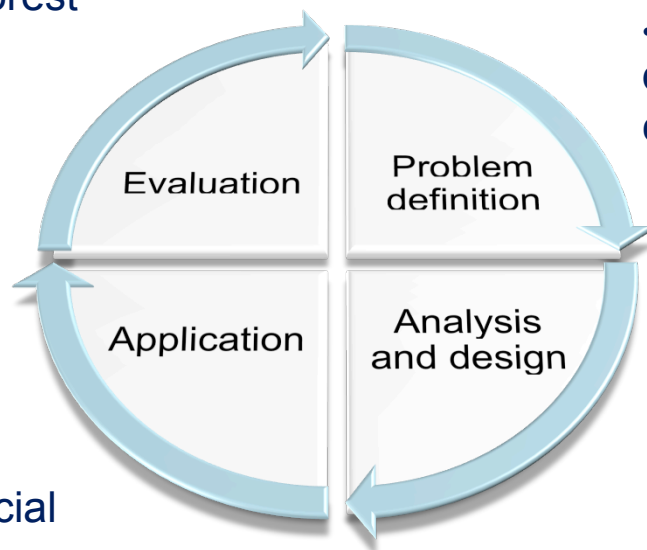 Evaluation
Problem
definition
Application
Analysis
and design